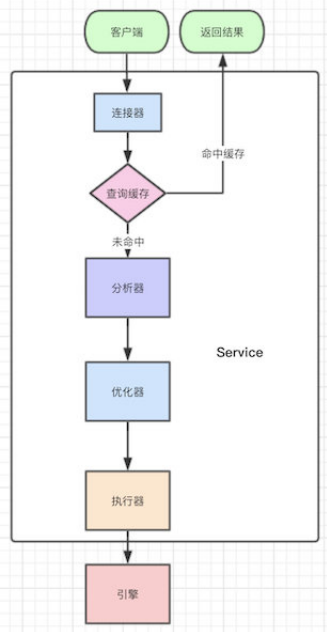 客户端
返回结果
连接器
命中缓存
查询缓存
未命中
分析器
Service
优化器
执行器
引擎